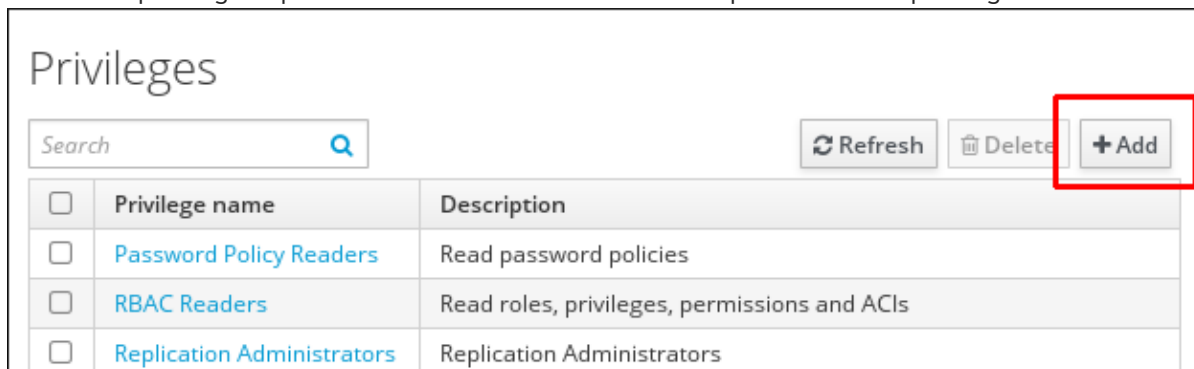 Privileges
Search Refresh Delete + Add
Privilege name Description
Password Policy Readers Read password policies
RBAC Readers Read roles, privileges, permissions and ACIs
Replication Administrators Replication Administrators